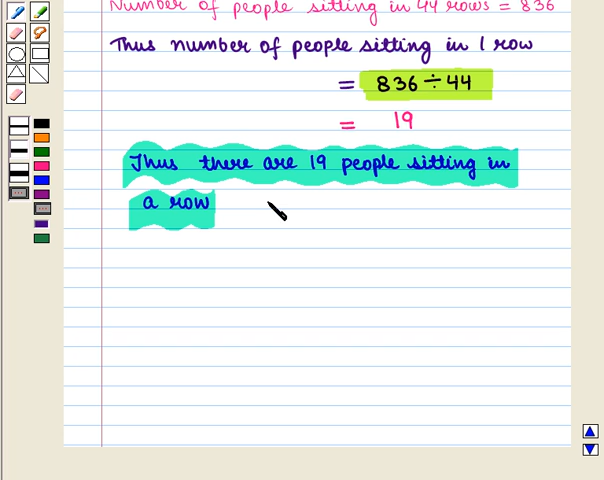 Number of people sitting in 44 rows = 836
Thus number of people sitting in 1 row
= 836 ÷ 44
= 19
Thus there are 19 people sitting in
a row